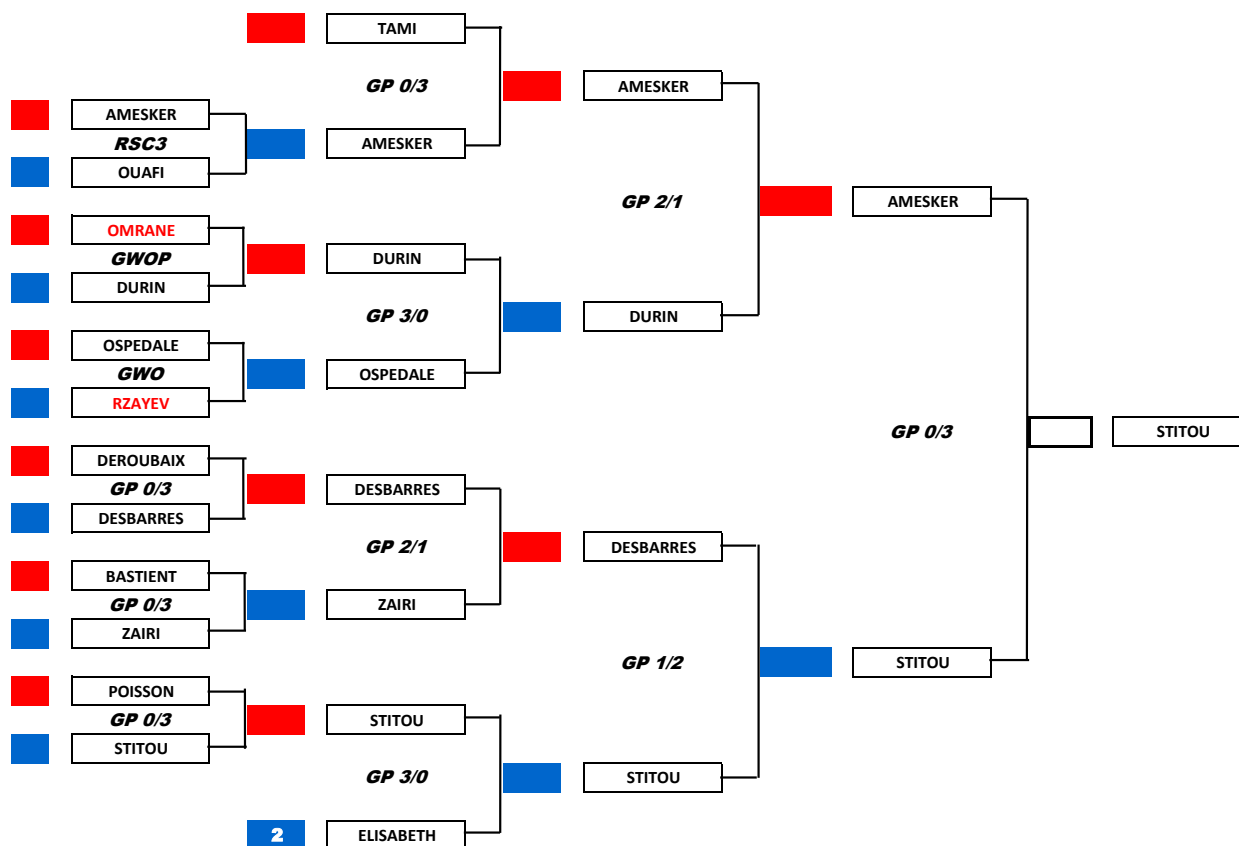 TAMI
GP 0/3
AMESKER
AMESKER
RSC3
AMESKER
OUAFI
GP 2/1
AMESKER
OMRANE
GWOP
DURIN
DURIN
GP 3/0
DURIN
OSPEDALE
GWO
OSPEDALE
RZAYEV
GP 0/3
STITOU
DEROUBAIX
GP 0/3
DESBARRES
DESBARRES
GP 2/1
DESBARRES
BASTIENT
GP 0/3
ZAIRI
ZAIRI
GP 1/2
STITOU
POISSON
GP 0/3
STITOU
STITOU
GP 3/0
STITOU
2 ELISABETH